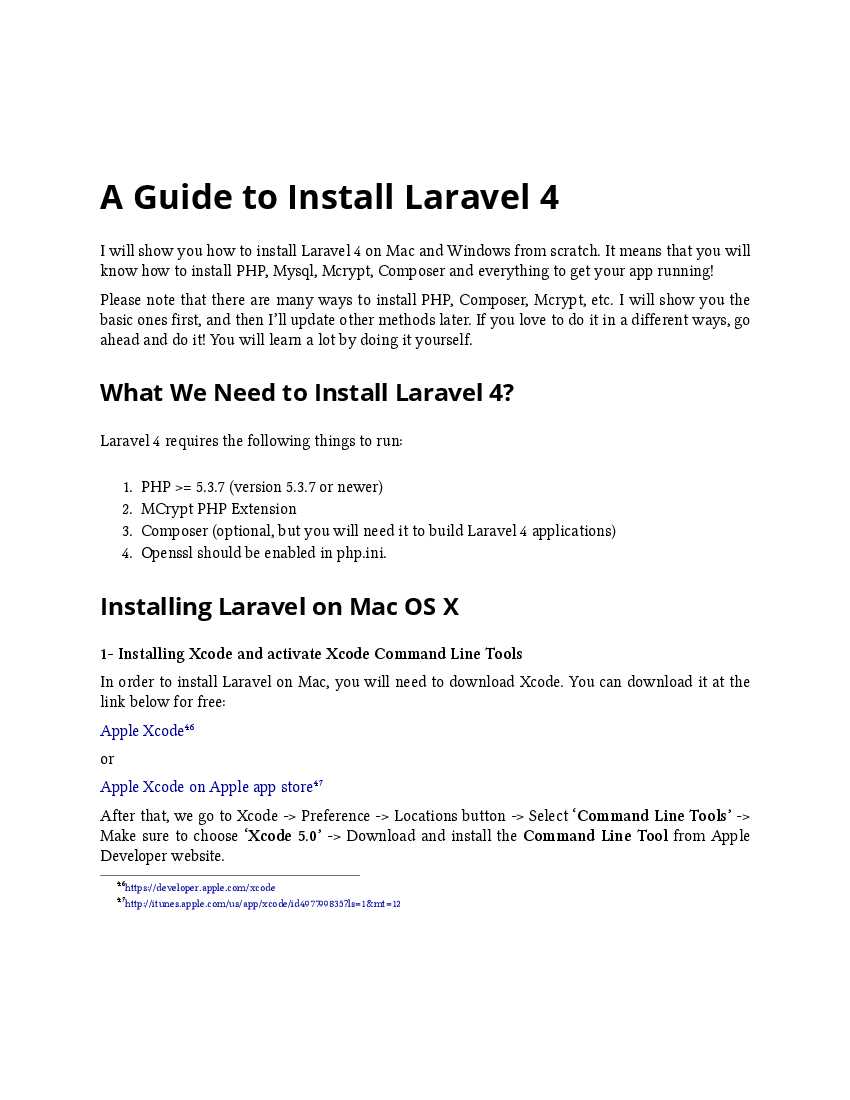 A Guide to Install Laravel 4
I will show you how to install Laravel 4 on Mac and Windows from scratch. It means that you will
know how to install PHP, Mysql, Mcrypt, Composer and everything to get your app running!
Please note that there are many ways to install PHP, Composer, Mcrypt, etc. I will show you the
basic ones first, and then I’ll update other methods later. If you love to do it in a different ways, go
ahead and do it! You will learn a lot by doing it yourself.
What We Need to Install Laravel 4?
Laravel 4 requires the following things to run:
1. PHP >= 5.3.7 (version 5.3.7 or newer)
2. MCrypt PHP Extension
3. Composer (optional, but you will need it to build Laravel 4 applications)
4. Openssl should be enabled in php.ini.
Installing Laravel on Mac OS X
1- Installing Xcode and activate Xcode Command Line Tools
In order to install Laravel on Mac, you will need to download Xcode. You can download it at the
link below for free:
Apple Xcode⁴⁶
or
Apple Xcode on Apple app store⁴⁷
After that, we go to Xcode -> Preference -> Locations button -> Select ‘Command Line Tools’ ->
Make sure to choose ‘Xcode 5.0’ -> Download and install the Command Line Tool from Apple
Developer website.
⁴⁶https://developer.apple.com/xcode
⁴⁷http://itunes.apple.com/us/app/xcode/id497799835?ls=1&mt=12